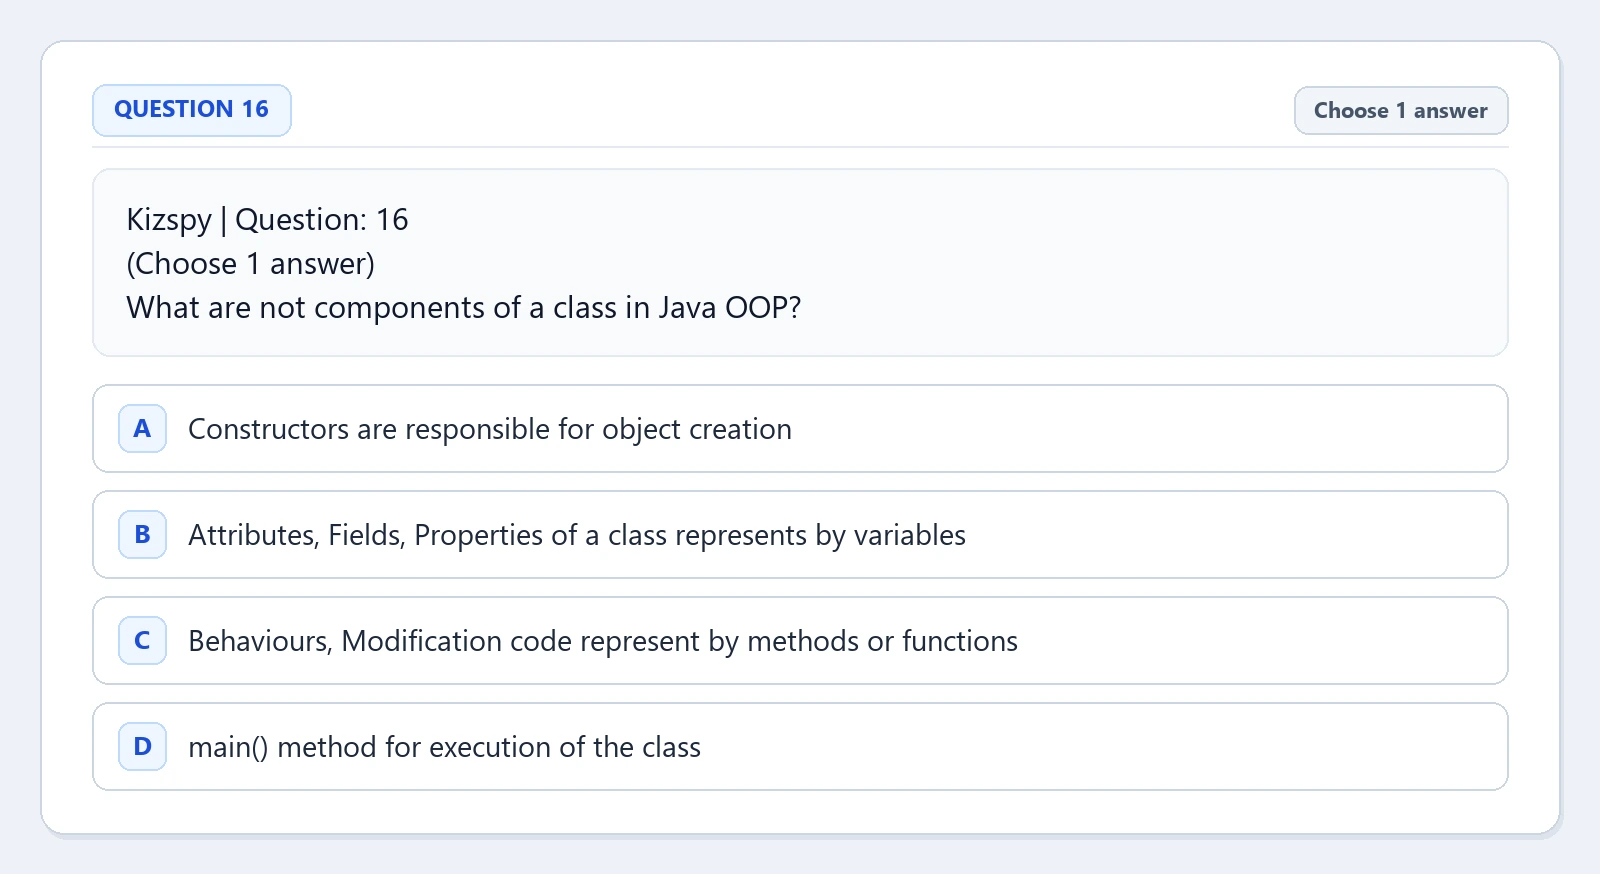 QUESTION 16
Choose 1 answer
Kizspy | Question: 16
(Choose 1 answer)
What are not components of a class in Java OOP?
A Constructors are responsible for object creation
B Attributes, Fields, Properties of a class represents by variables
C Behaviours, Modification code represent by methods or functions
D main() method for execution of the class